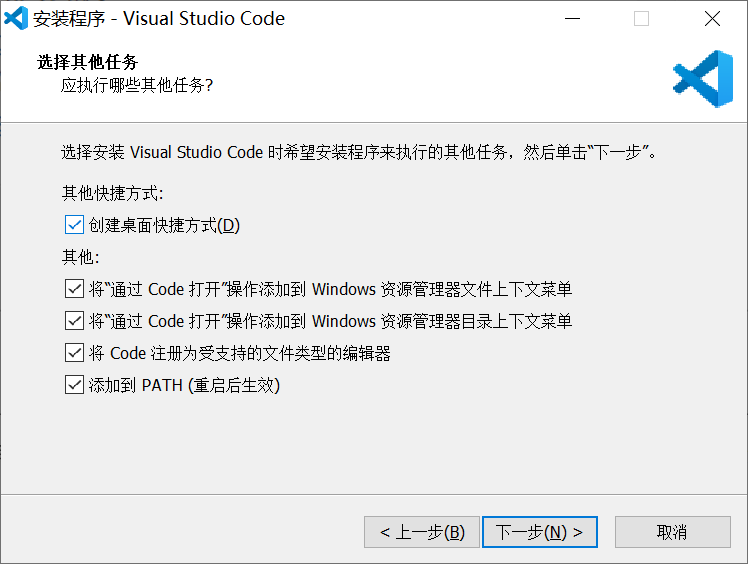 安装程序 - Visual Studio Code
选择其他任务
应执行哪些其他任务?
选择安装 Visual Studio Code 时希望安装程序来执行的其他任务，然后单击“下一步”。
其他快捷方式:
创建桌面快捷方式(D)
其他:
将“通过 Code 打开”操作添加到 Windows 资源管理器文件上下文菜单
将“通过 Code 打开”操作添加到 Windows 资源管理器目录上下文菜单
将 Code 注册为受支持的文件类型的编辑器
添加到 PATH (重启后生效)
< 上一步(B)
下一步(N) >
取消